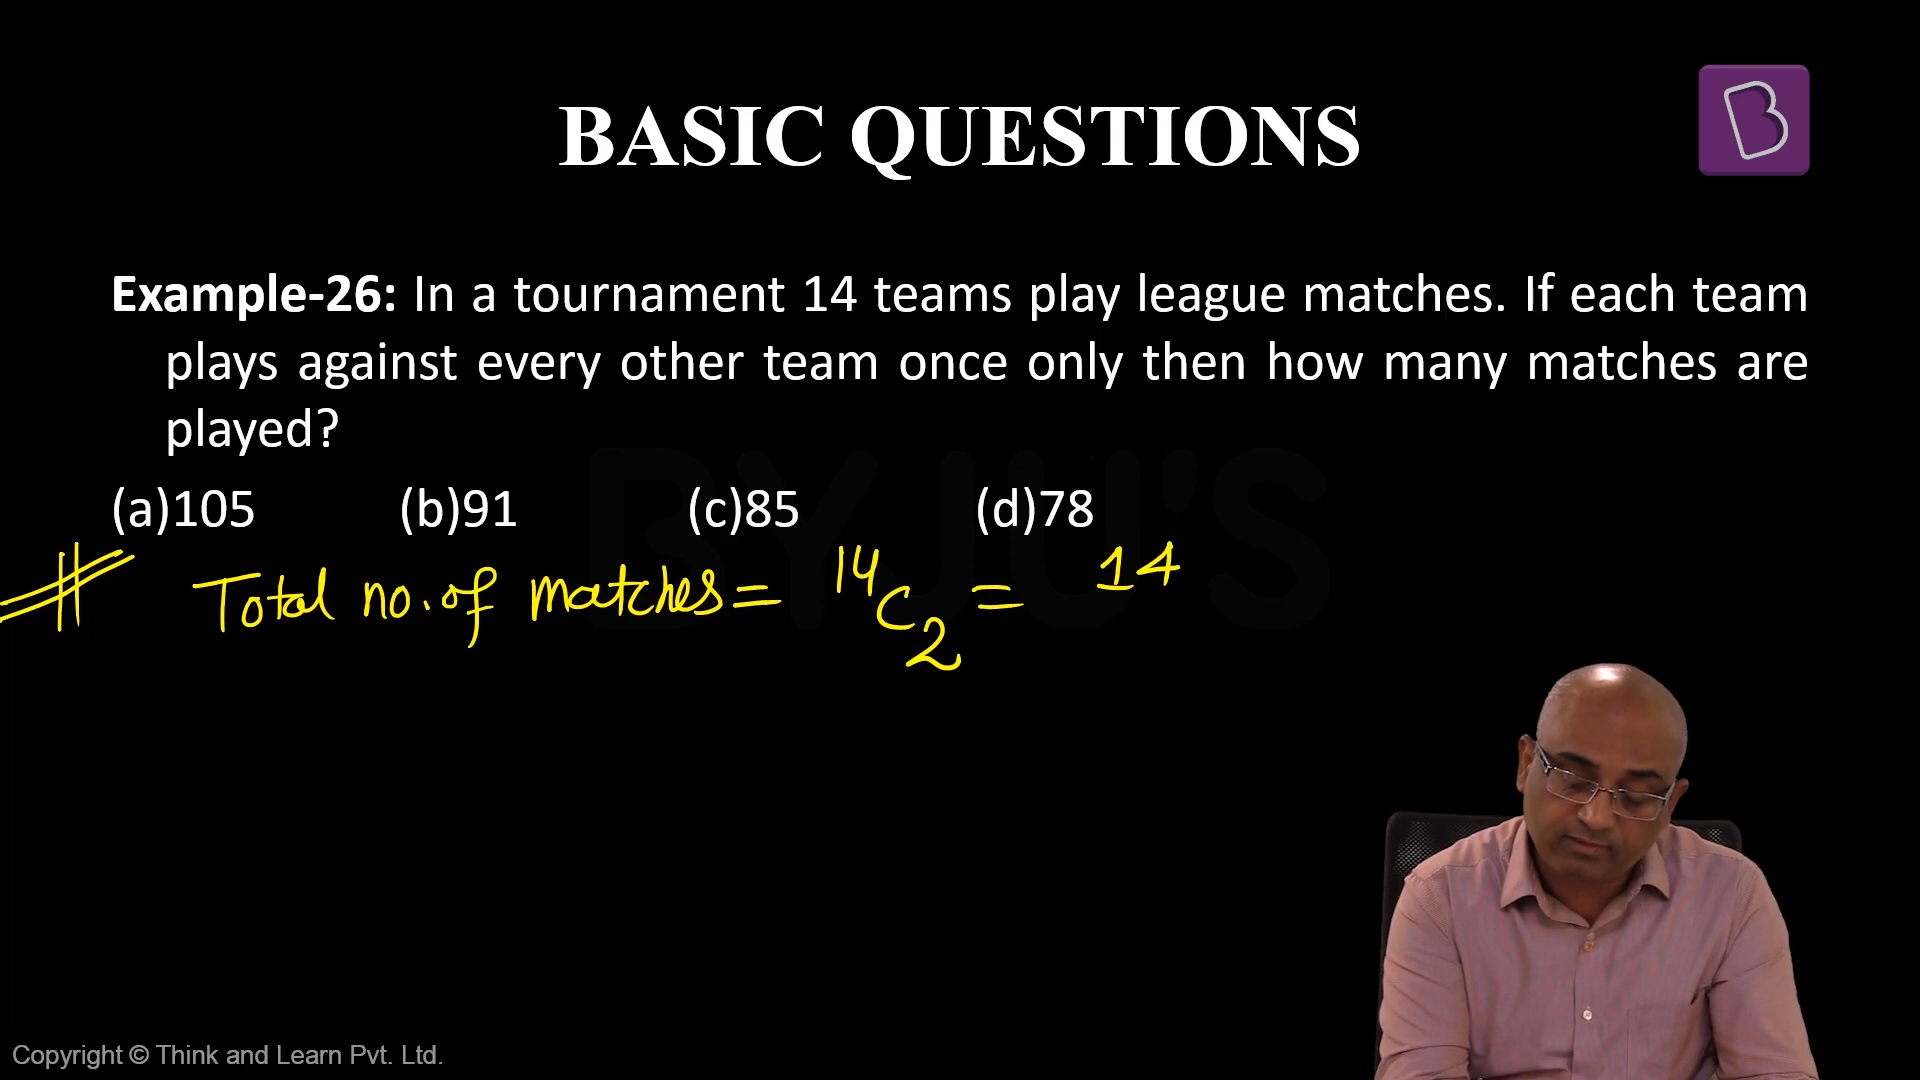 BASIC QUESTIONS
Example-26: In a tournament 14 teams play league matches. If each team
plays against every other team once only then how many matches are
played?
(a)105 (b)91 (c)85 (d)78
BYJU'S
Total no. of matches = ¹⁴C₂ = 14
Copyright © Think and Learn Pvt. Ltd.